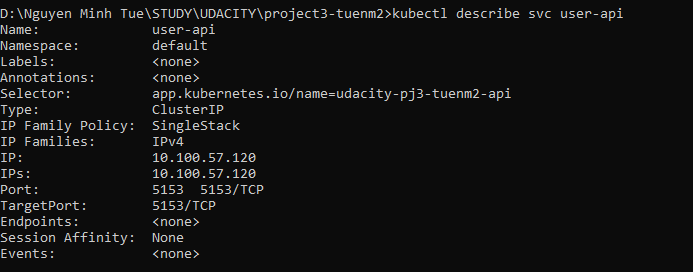 D:\Nguyen Minh Tue\STUDY\UDACITY\project3-tuenm2>kubectl describe svc user-api
Name:              user-api
Namespace:         default
Labels:            <none>
Annotations:       <none>
Selector:          app.kubernetes.io/name=udacity-pj3-tuenm2-api
Type:              ClusterIP
IP Family Policy:  SingleStack
IP Families:       IPv4
IP:                10.100.57.120
IPs:               10.100.57.120
Port:              5153  5153/TCP
TargetPort:        5153/TCP
Endpoints:         <none>
Session Affinity:  None
Events:            <none>